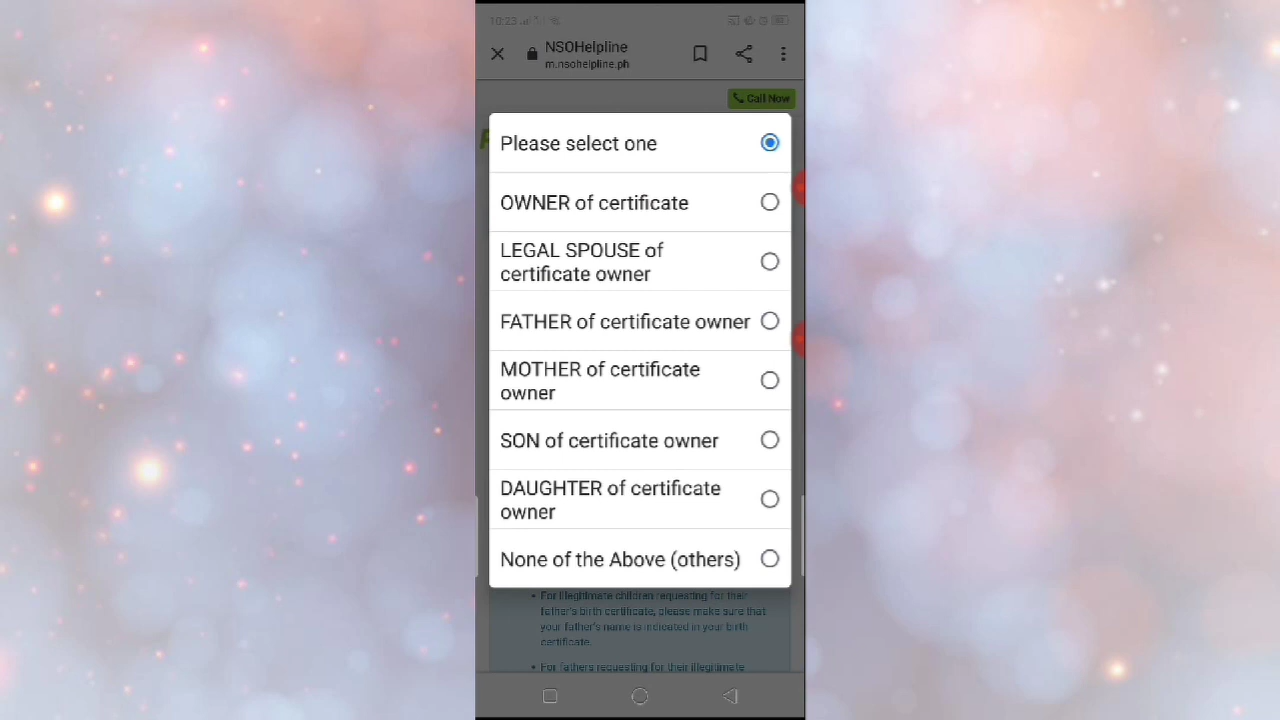 10:23
NSOHelpline
m.nsohelpline.ph
Call Now
Please select one
OWNER of certificate
LEGAL SPOUSE of
certificate owner
FATHER of certificate owner
MOTHER of certificate
owner
SON of certificate owner
DAUGHTER of certificate
owner
None of the Above (others)
• For illegitimate children requesting for their
father's birth certificate, please make sure that
your father's name is indicated in your birth
certificate.
• For fathers requesting for their illegitimate